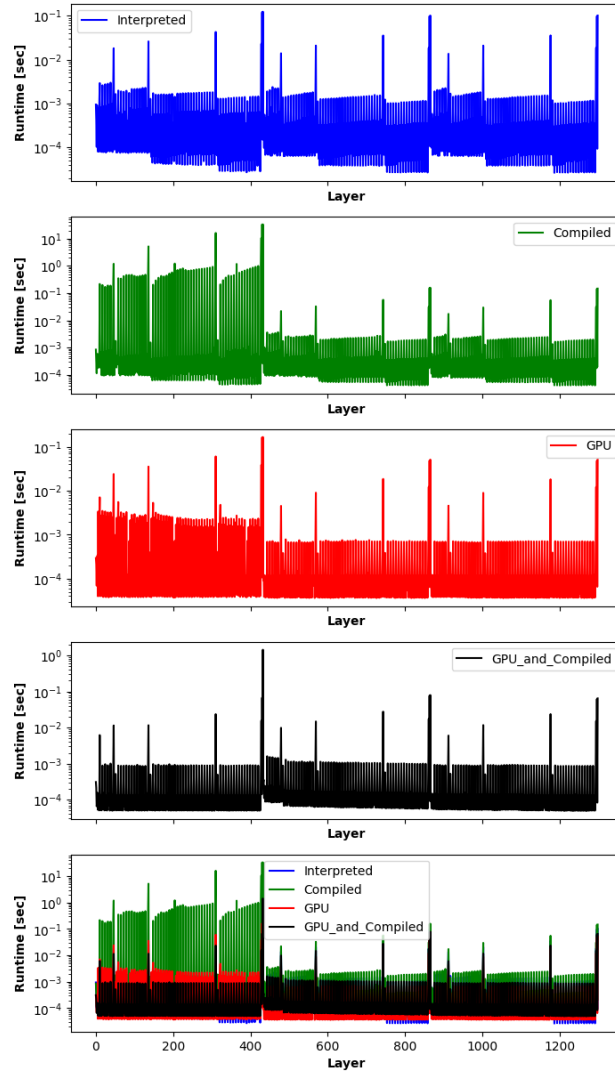 Interpreted
Runtime [sec]
10⁻¹
10⁻²
10⁻³
10⁻⁴
Layer
Compiled
Runtime [sec]
10¹
10⁰
10⁻¹
10⁻²
10⁻³
10⁻⁴
Layer
GPU
Runtime [sec]
10⁻¹
10⁻²
10⁻³
10⁻⁴
Layer
GPU_and_Compiled
Runtime [sec]
10⁰
10⁻¹
10⁻²
10⁻³
10⁻⁴
Layer
Interpreted
Compiled
GPU
GPU_and_Compiled
Runtime [sec]
10¹
10⁰
10⁻¹
10⁻²
10⁻³
10⁻⁴
0 200 400 600 800 1000 1200
Layer